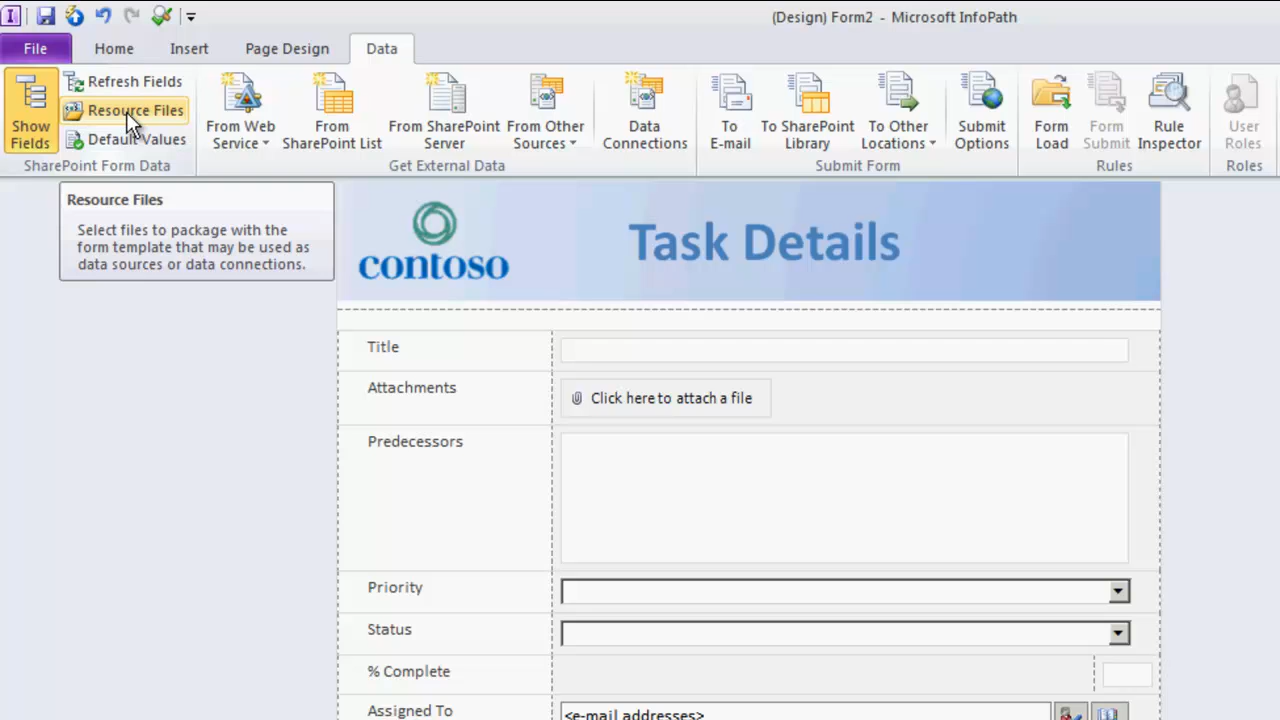 (Design) Form2 - Microsoft InfoPath
File Home Insert Page Design Data
Show Fields
Refresh Fields
Resource Files
Default Values
From Web Service
From SharePoint List
From SharePoint Server
From Other Sources
Data Connections
To E-mail
To SharePoint Library
To Other Locations
Submit Options
Form Load
Form Submit
Rule Inspector
User Roles
SharePoint Form Data Get External Data Submit Form Rules Roles
Resource Files
Select files to package with the
form template that may be used as
data sources or data connections.
contoso
Task Details
Title
Attachments
Click here to attach a file
Predecessors
Priority
Status
% Complete
Assigned To
<e-mail addresses>